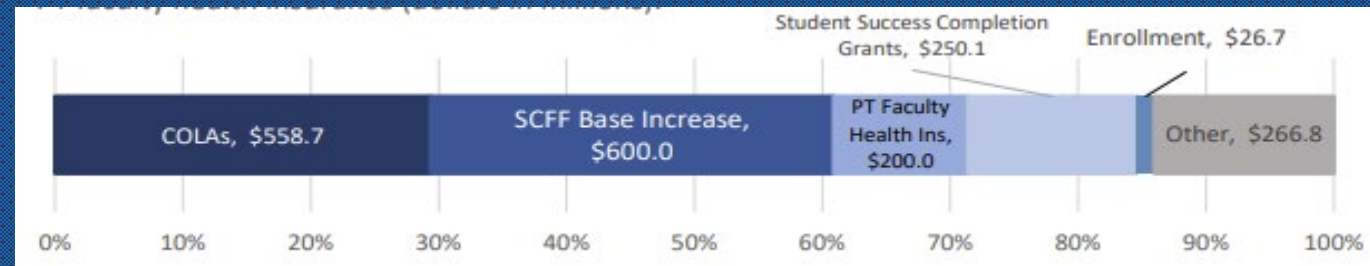 Student Success Completion
Grants, $250.1
Enrollment, $26.7
COLAs, $558.7
SCFF Base Increase,
$600.0
PT Faculty
Health Ins,
$200.0
Other, $266.8
0% 10% 20% 30% 40% 50% 60% 70% 80% 90% 100%